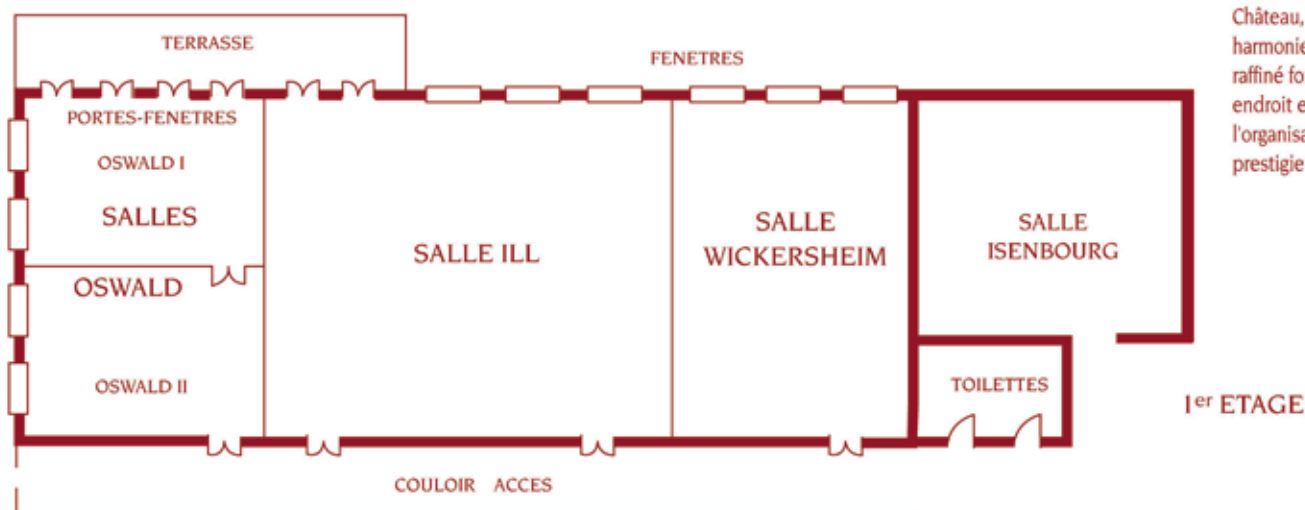 TERRASSE
FENETRES
PORTES-FENETRES
OSWALD I
SALLES
OSWALD
OSWALD II
SALLE ILL
SALLE
WICKERSHEIM
SALLE
ISENBOURG
TOILETTES
COULOIR ACCES
1er ETAGE
Château,
harmonie
raffiné fo
endroit e
l'organisa
prestigie